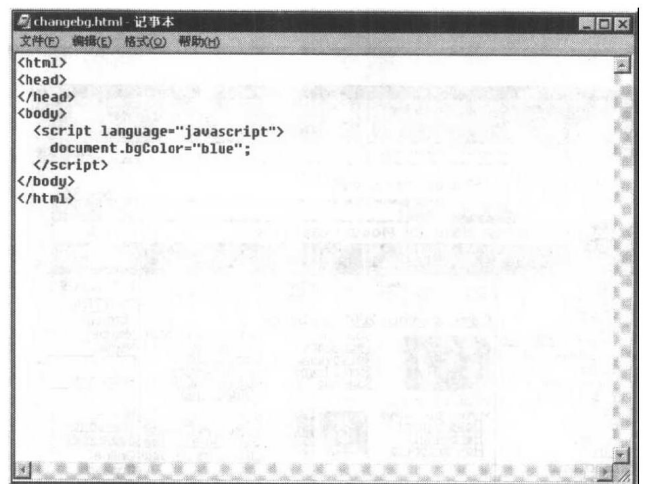 changebg.html - 记事本
文件(F) 编辑(E) 格式(O) 帮助(H)
<html>
<head>
</head>
<body>
  <script language="javascript">
    document.bgColor="blue";
  </script>
</body>
</html>